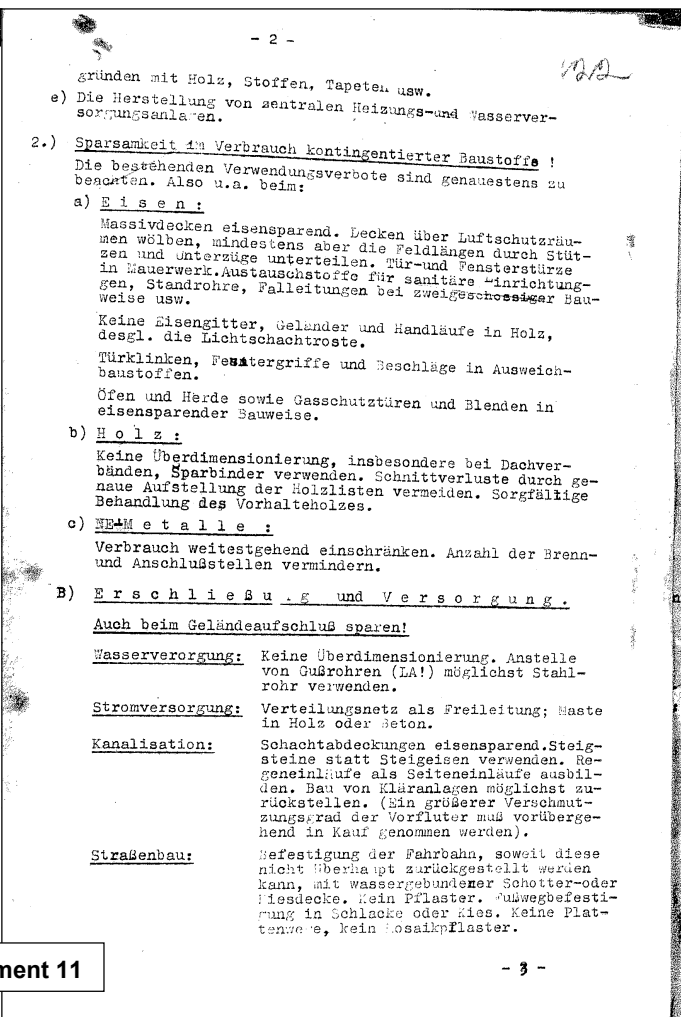 - 2 -
122
gründen mit Holz, Stoffen, Tapeten usw.
e) Die Herstellung von zentralen Heizungs-und Wasserver-
sorgungsanlagen.
2.) Sparsamkeit im Verbrauch kontingentierter Baustoffe !
Die bestehenden Verwendungsverbote sind genauestens zu
beachten. Also u.a. beim:
a) E i s e n :
Massivdecken eisensparend. Decken über Luftschutzräu-
men wölben, mindestens aber die Feldlängen durch Stüt-
zen und Unterzüge unterteilen. Tür-und Fensterstürze
in Mauerwerk.Austauschstoffe für sanitäre Einrichtung-
gen, Standrohre, Falleitungen bei zweigeschossiger Bau-
weise usw.
Keine Eisengitter, Geländer und Handläufe in Holz,
desgl. die Lichtschachtroste.
Türklinken, Fenstergriffe und Beschläge in Ausweich-
baustoffen.
Öfen und Herde sowie Gasschutztüren und Blenden in
eisensparender Bauweise.
b) H o l z :
Keine Überdimensionierung, insbesondere bei Dachver-
bänden, Sparbinder verwenden. Schnittverluste durch ge-
naue Aufstellung der Holzlisten vermeiden. Sorgfältige
Behandlung des Vorhalteholzes.
c) NE-M e t a l l e :
Verbrauch weitestgehend einschränken. Anzahl der Brenn-
und Anschlußstellen vermindern.
B) E r s c h l i e ß u n g und V e r s o r g u n g .
Auch beim Geländeaufschluß sparen!
Wasserverorgung: Keine Überdimensionierung. Anstelle
von Gußrohren (LA!) möglichst Stahl-
rohr verwenden.
Stromversorgung: Verteilungsnetz als Freileitung; Maste
in Holz oder Beton.
Kanalisation: Schachtabdeckungen eisensparend.Steig-
steine statt Steigeisen verwenden. Re-
geneinläufe als Seiteneinläufe ausbil-
den. Bau von Kläranlagen möglichst zu-
rückstellen. (Ein größerer Verschmut-
zungsgrad der Vorfluter muß vorüberge-
hend in Kauf genommen werden).
Straßenbau: Befestigung der Fahrbahn, soweit diese
nicht überhaupt zurückgestellt werden
kann, mit wassergebundener Schotter-oder
Kiesdecke. Kein Pflaster. Fußwegbefesti-
gung in Schlacke oder Kies. Keine Plat-
tenwege, kein Mosaikpflaster.
ment 11
- 3 -